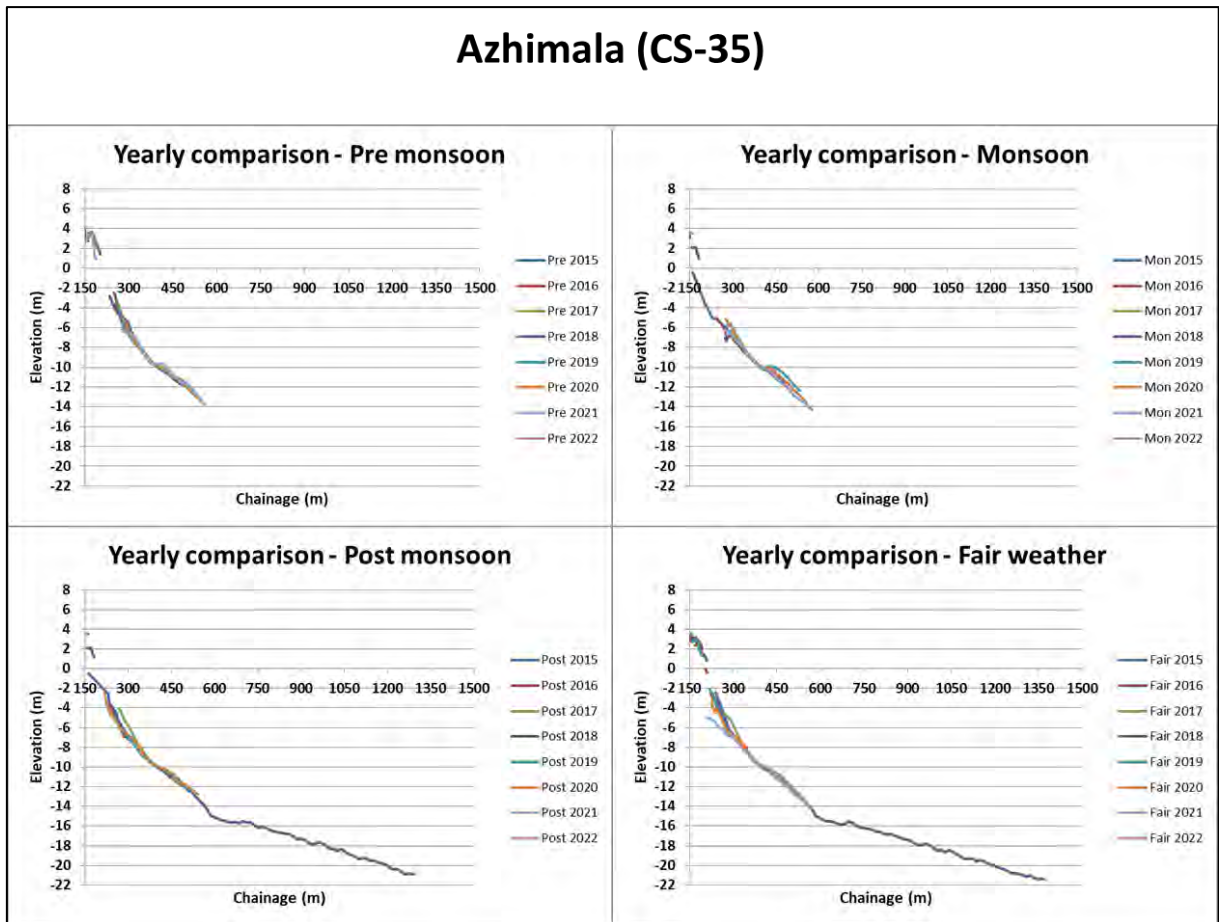 Azhimala (CS-35)
Yearly comparison - Pre monsoon
8
6
4
2
0
-2
-4
-6
-8
-10
-12
-14
-16
-18
-20
-22
150 300 450 600 750 900 1050 1200 1350 1500
Elevation (m)
Chainage (m)
Pre 2015
Pre 2016
Pre 2017
Pre 2018
Pre 2019
Pre 2020
Pre 2021
Pre 2022
Yearly comparison - Monsoon
8
6
4
2
0
-2
-4
-6
-8
-10
-12
-14
-16
-18
-20
-22
150 300 450 600 750 900 1050 1200 1350 1500
Elevation (m)
Chainage (m)
Mon 2015
Mon 2016
Mon 2017
Mon 2018
Mon 2019
Mon 2020
Mon 2021
Mon 2022
Yearly comparison - Post monsoon
8
6
4
2
0
-2
-4
-6
-8
-10
-12
-14
-16
-18
-20
-22
150 300 450 600 750 900 1050 1200 1350 1500
Elevation (m)
Chainage (m)
Post 2015
Post 2016
Post 2017
Post 2018
Post 2019
Post 2020
Post 2021
Post 2022
Yearly comparison - Fair weather
8
6
4
2
0
-2
-4
-6
-8
-10
-12
-14
-16
-18
-20
-22
150 300 450 600 750 900 1050 1200 1350 1500
Elevation (m)
Chainage (m)
Fair 2015
Fair 2016
Fair 2017
Fair 2018
Fair 2019
Fair 2020
Fair 2021
Fair 2022